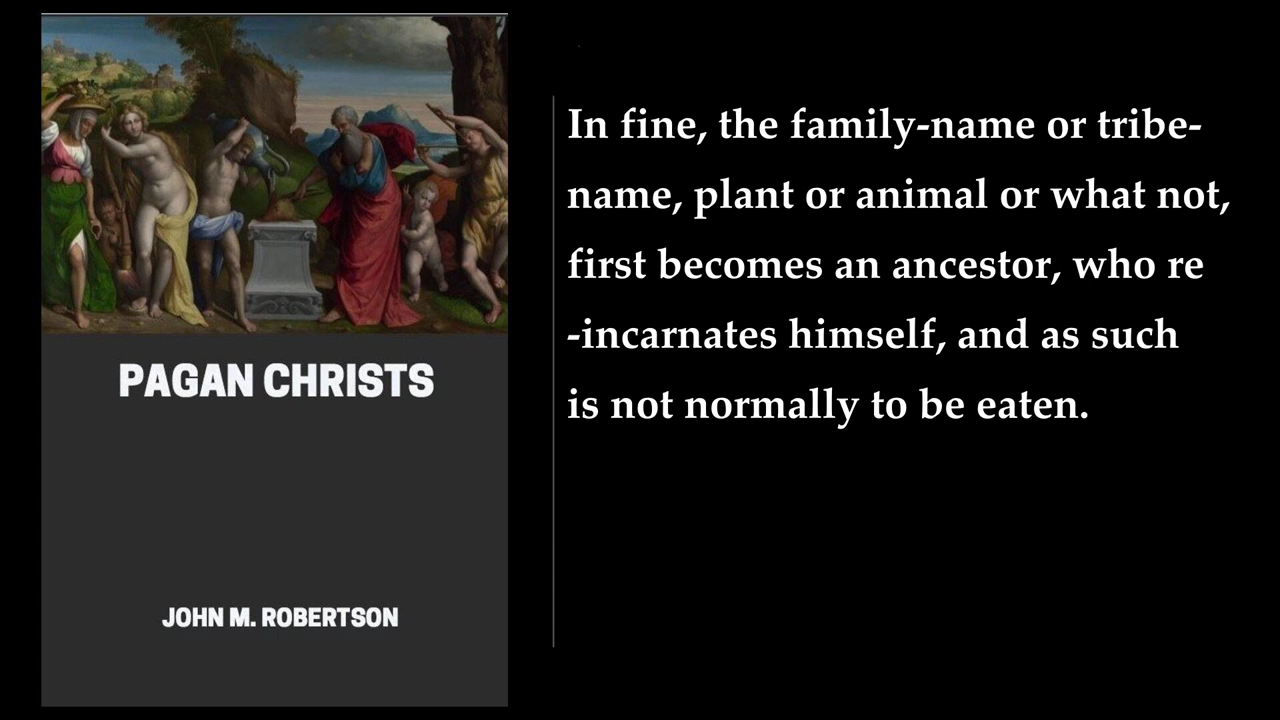 PAGAN CHRISTS
JOHN M. ROBERTSON
In fine, the family-name or tribe-
name, plant or animal or what not,
first becomes an ancestor, who re
-incarnates himself, and as such
is not normally to be eaten.